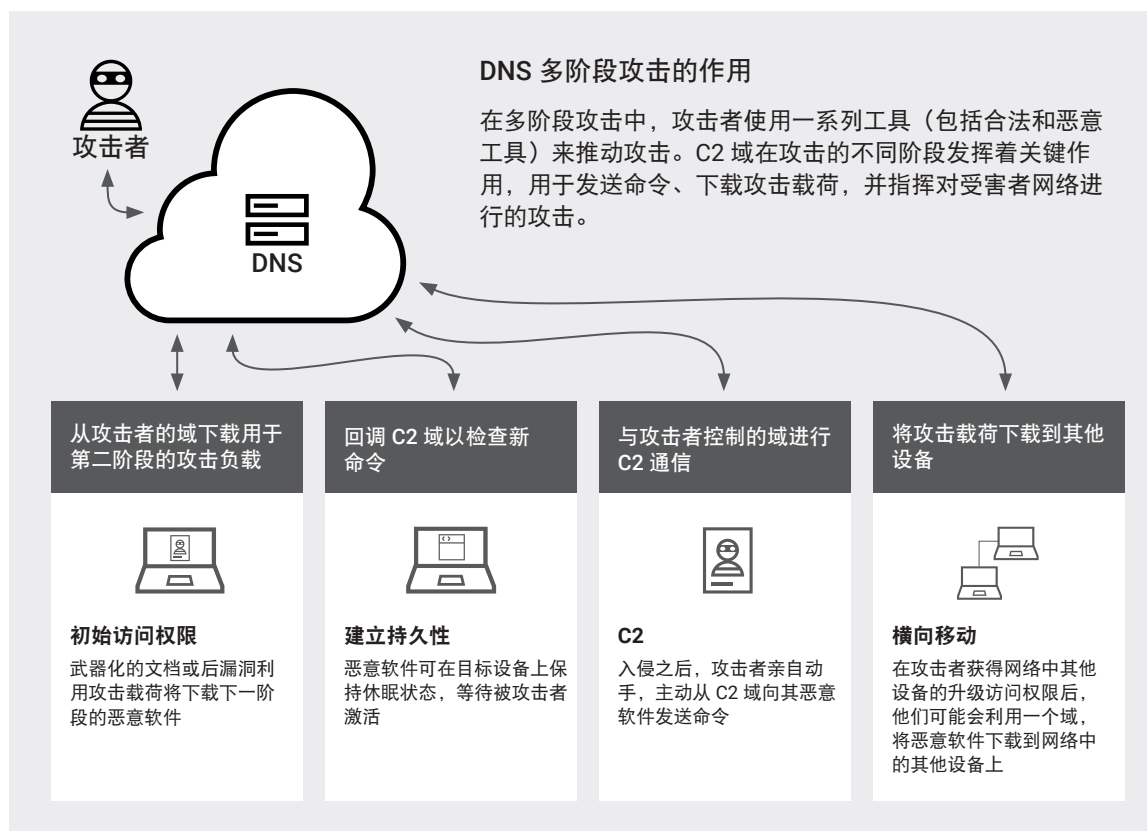 DNS 多阶段攻击的作用
在多阶段攻击中，攻击者使用一系列工具（包括合法和恶意
工具）来推动攻击。C2 域在攻击的不同阶段发挥着关键作
用，用于发送命令、下载攻击载荷，并指挥对受害者网络进
行的攻击。
攻击者
DNS
从攻击者的域下载用于
第二阶段的攻击负载
初始访问权限
武器化的文档或后漏洞利
用攻击载荷将下载下一阶
段的恶意软件
回调 C2 域以检查新
命令
建立持久性
恶意软件可在目标设备上保
持休眠状态，等待被攻击者
激活
与攻击者控制的域进行
C2 通信
C2
入侵之后，攻击者亲自动
手，主动从 C2 域向其恶意
软件发送命令
将攻击载荷下载到其他
设备
横向移动
在攻击者获得网络中其他
设备的升级访问权限后，
他们可能会利用一个域，
将恶意软件下载到网络中
的其他设备上